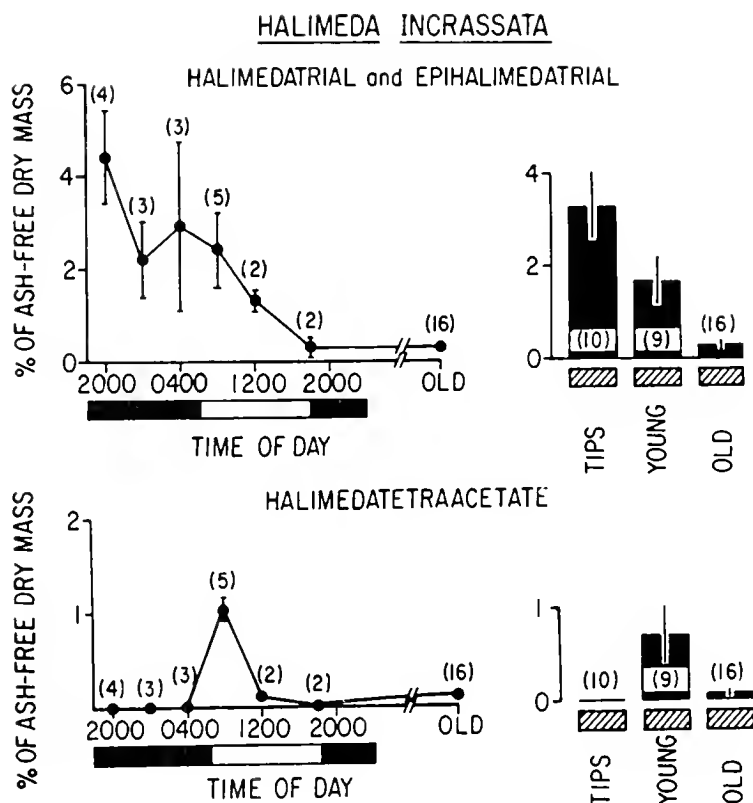 HALIMEDA INCRASSATA
HALIMEDATRIAL and EPIHALIMEDATRIAL
% OF ASH-FREE DRY MASS
6
4
2
0
(4)
(3)
(3)
(5)
(2)
(2)
(16)
2000 0400 1200 2000 OLD
TIME OF DAY
4
2
0
(10)
(9)
(16)
TIPS
YOUNG
OLD
HALIMEDATETRAACETATE
% OF ASH-FREE DRY MASS
2
1
(4)
(3)
(3)
(5)
(2)
(2)
(16)
2000 0400 1200 2000 OLD
TIME OF DAY
1
0
(10)
(9)
(16)
TIPS
YOUNG
OLD